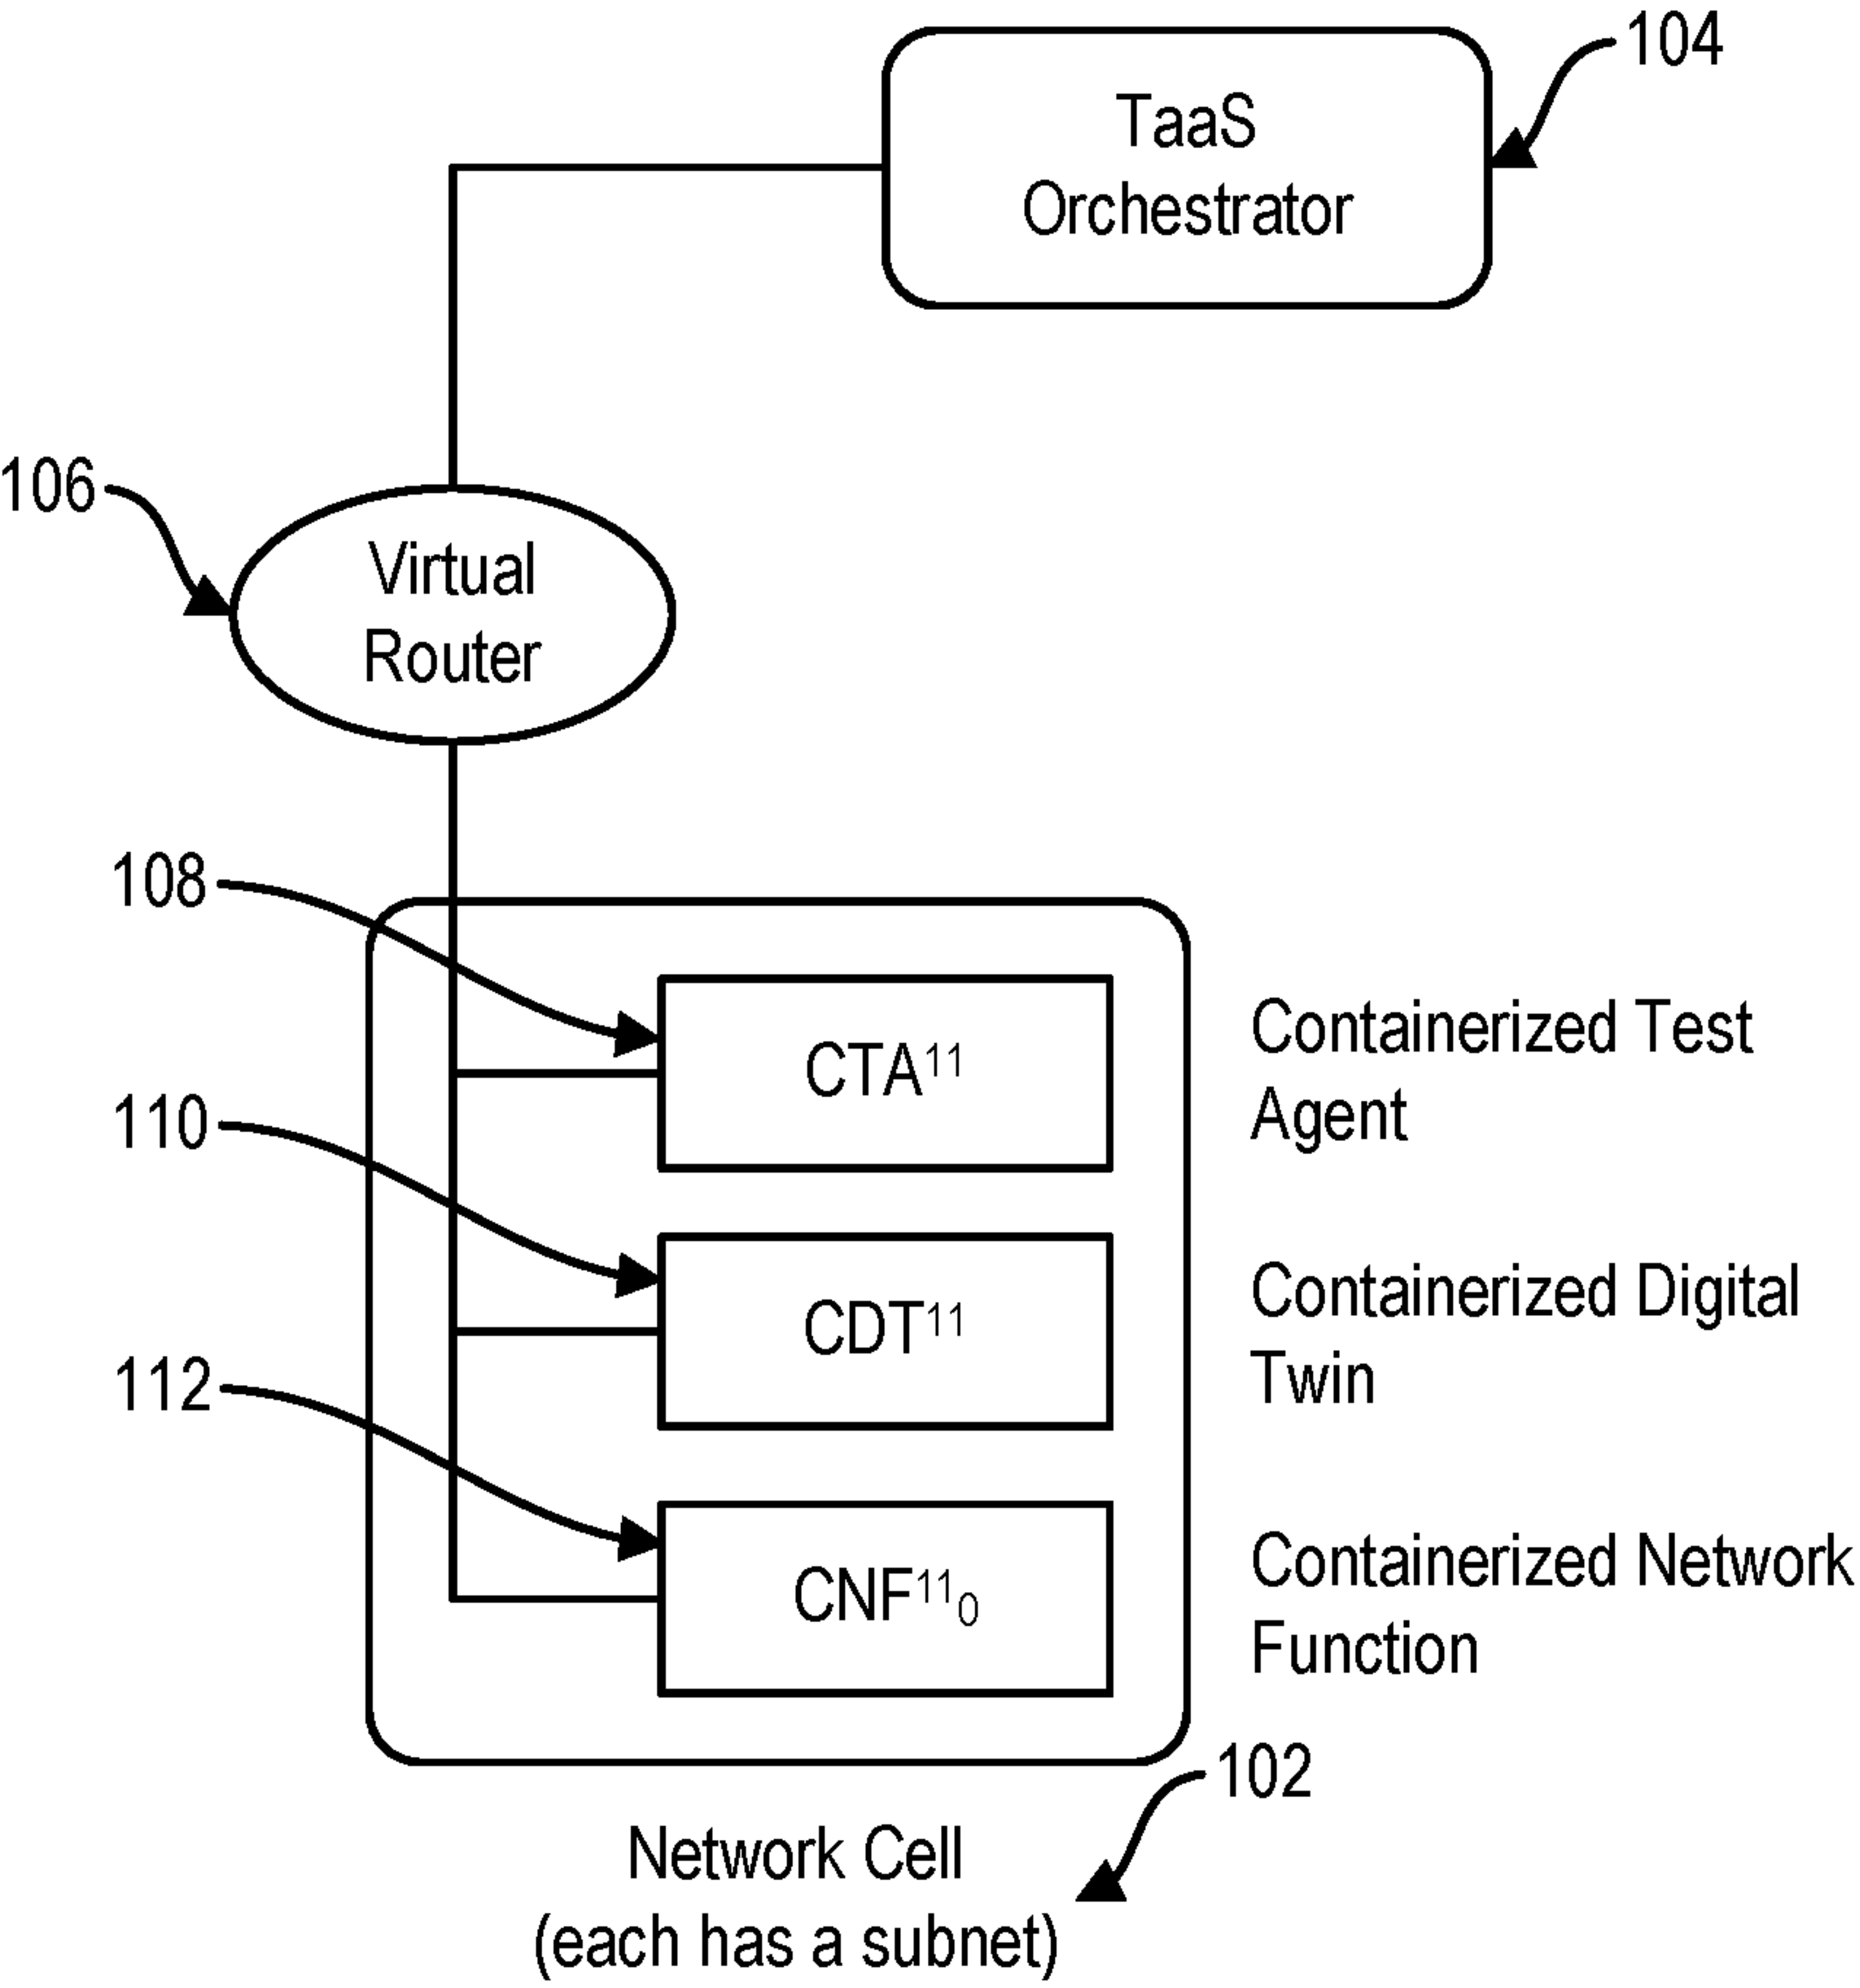 104
TaaS
Orchestrator
106
Virtual
Router
108
CTA¹¹
Containerized Test
Agent
110
CDT¹¹
Containerized Digital
Twin
112
CNF¹¹₀
Containerized Network
Function
102
Network Cell
(each has a subnet)